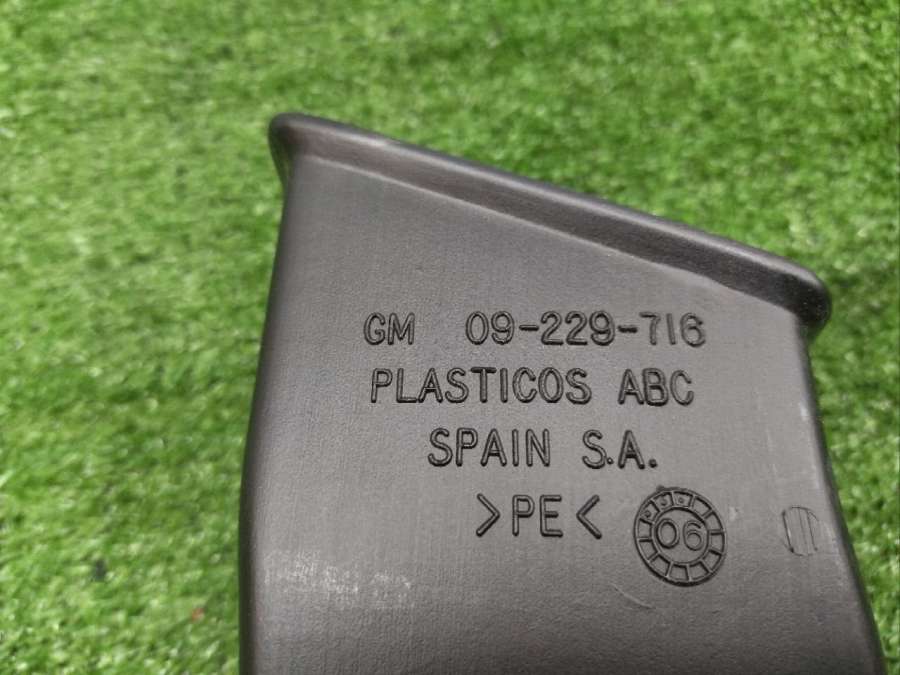 GM 09-229-716
PLASTICOS ABC
SPAIN S.A.
>PE<
06